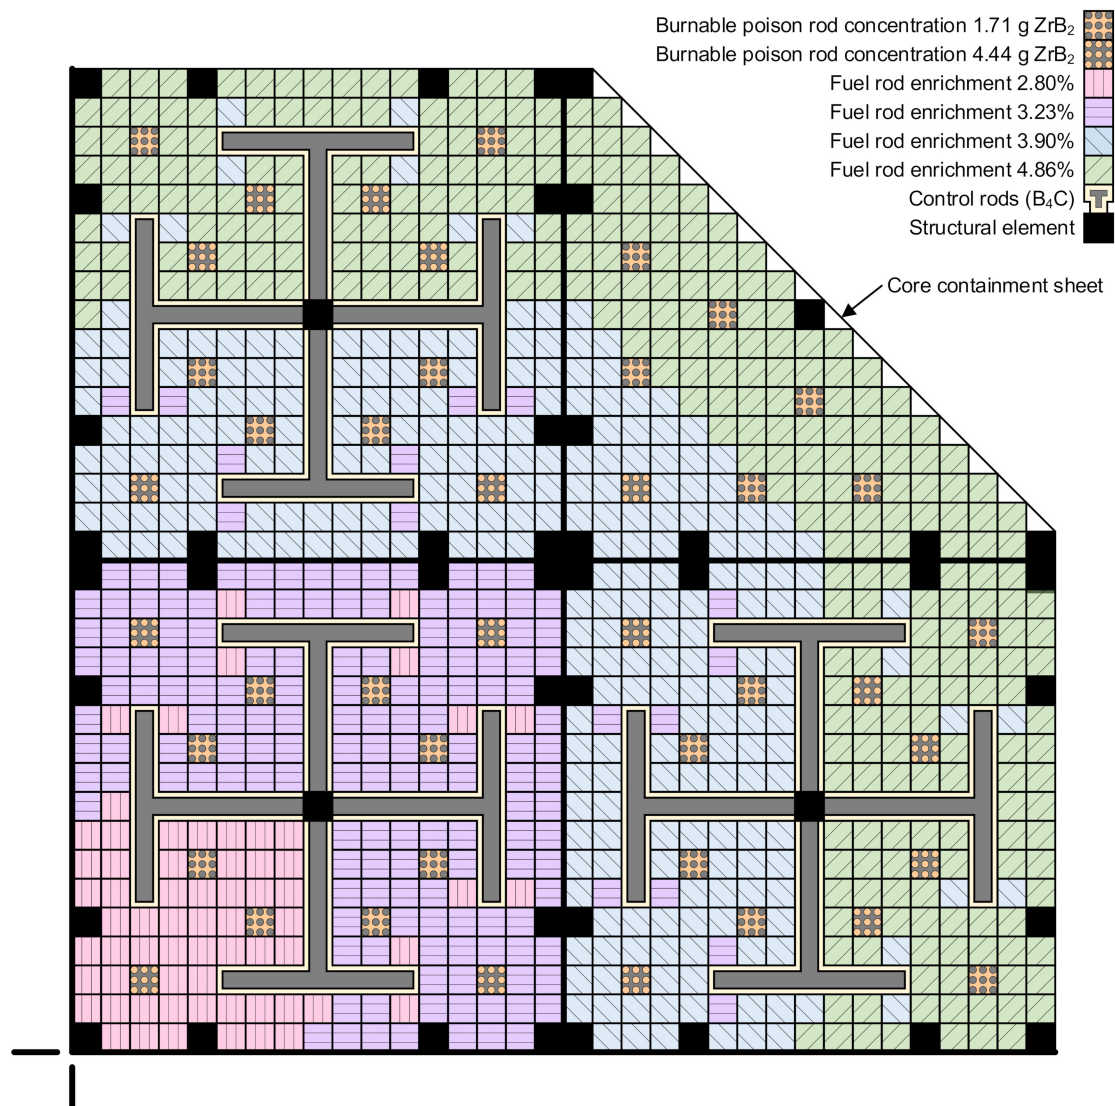 Burnable poison rod concentration 1.71 g ZrB₂
Burnable poison rod concentration 4.44 g ZrB₂
Fuel rod enrichment 2.80%
Fuel rod enrichment 3.23%
Fuel rod enrichment 3.90%
Fuel rod enrichment 4.86%
Control rods (B₄C)
Structural element
Core containment sheet